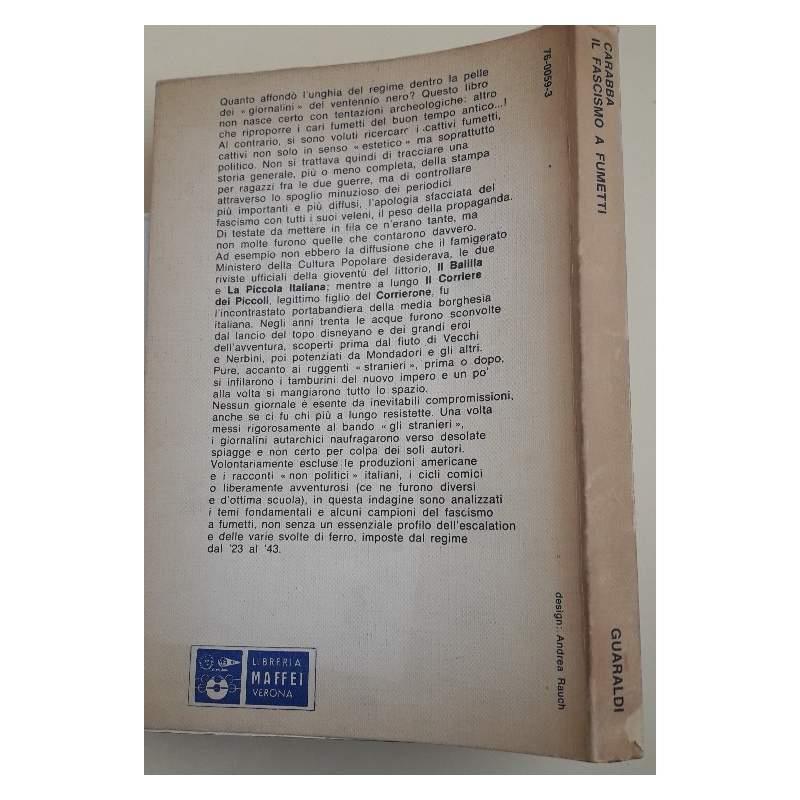 Quanto affondò l'unghia del regime dentro la pelle
dei «giornalini» del ventennio nero? Questo libro
non nasce certo con tentazioni archeologiche: altro
che riproporre i cari fumetti del buon tempo antico...!
Al contrario, si sono voluti ricercare i cattivi fumetti,
cattivi non solo in senso «estetico» ma soprattutto
politico. Non si trattava quindi di tracciare una
storia generale, più o meno completa, della stampa
per ragazzi fra le due guerre, ma di controllare
attraverso lo spoglio minuzioso dei periodici
più importanti e più diffusi, l'apologia sfacciata del
fascismo con tutti i suoi veleni, il peso della propaganda.
Di testate da mettere in fila ce n'erano tante, ma
non molte furono quelle che contarono davvero.
Ad esempio non ebbero la diffusione che il famigerato
Ministero della Cultura Popolare desiderava, le due
riviste ufficiali della gioventù del littorio, Il Balilla
e La Piccola Italiana; mentre a lungo Il Corriere
dei Piccoli, legittimo figlio del Corrierone, fu
l'incontrastato portabandiera della media borghesia
italiana. Negli anni trenta le acque furono sconvolte
dal lancio del topo disneyano e dei grandi eroi
dell'avventura, scoperti prima dal fiuto di Vecchi
e Nerbini, poi potenziati da Mondadori e gli altri.
Pure, accanto ai ruggenti «stranieri», prima o dopo,
si infilarono i tamburini del nuovo impero e un po'
alla volta si mangiarono tutto lo spazio.
Nessun giornale è esente da inevitabili compromissioni,
anche se ci fu chi più a lungo resistette. Una volta
messi rigorosamente al bando «gli stranieri»,
i giornalini autarchici naufragarono verso desolate
spiagge e non certo per colpa dei soli autori.
Volontariamente escluse le produzioni americane
e i racconti «non politici» italiani, i cicli comici
o liberamente avventurosi (ce ne furono diversi
e d'ottima scuola), in questa indagine sono analizzati
i temi fondamentali e alcuni campioni del fascismo
a fumetti, non senza un essenziale profilo dell'escalation
e delle varie svolte di ferro, imposte dal regime
dal '23 al '43.
76-0059-3
design: Andrea Rauch
LIBRERIA
MAFFEI
VERONA
CARABBA
IL FASCISMO A FUMETTI
GUARALDI